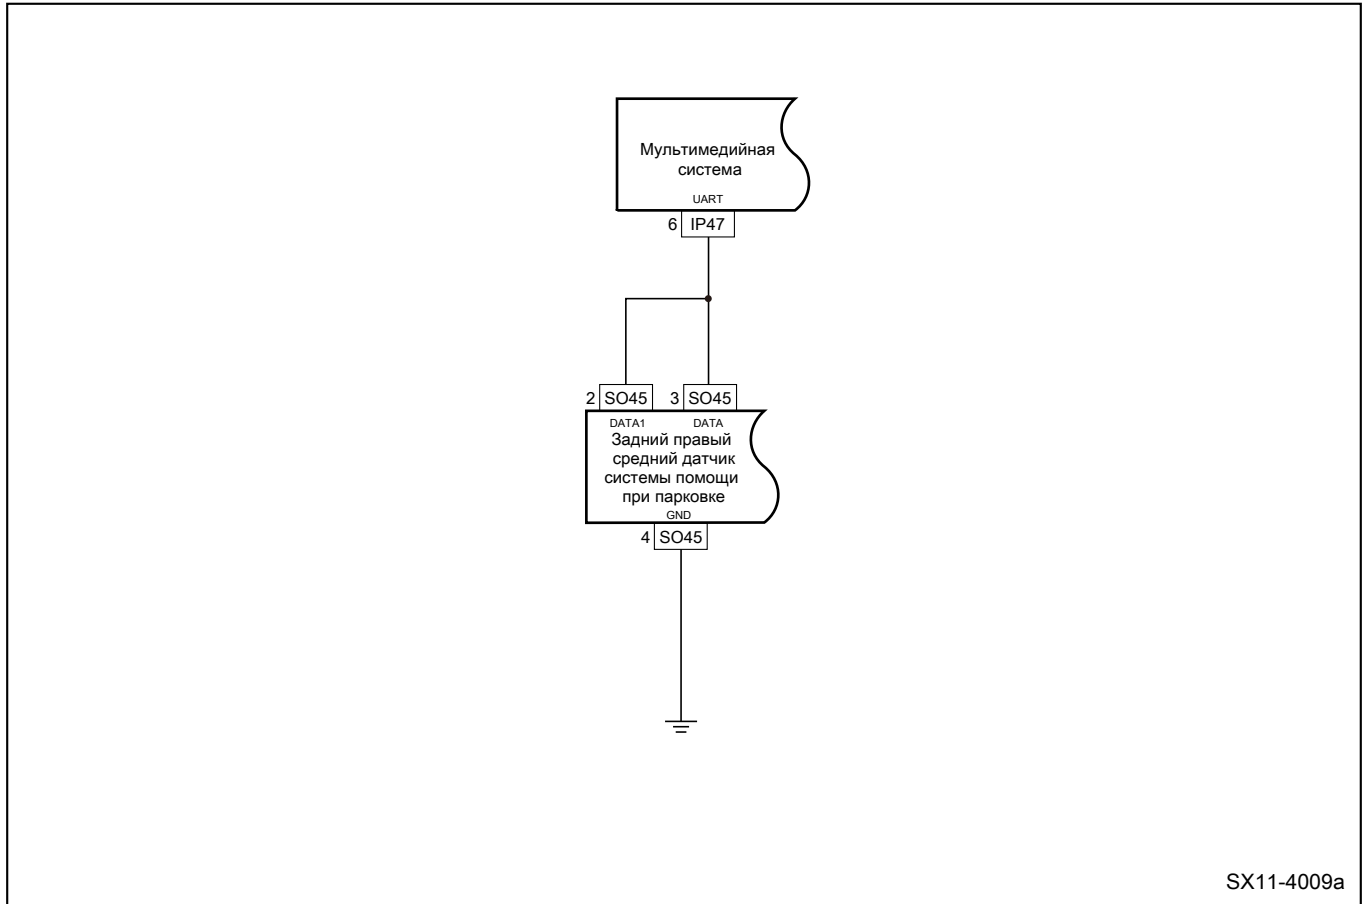 Мультимедийная
система
UART
6 IP47
2 SO45 3 SO45
DATA1 DATA
Задний правый
средний датчик
системы помощи
при парковке
GND
4 SO45
SX11-4009a